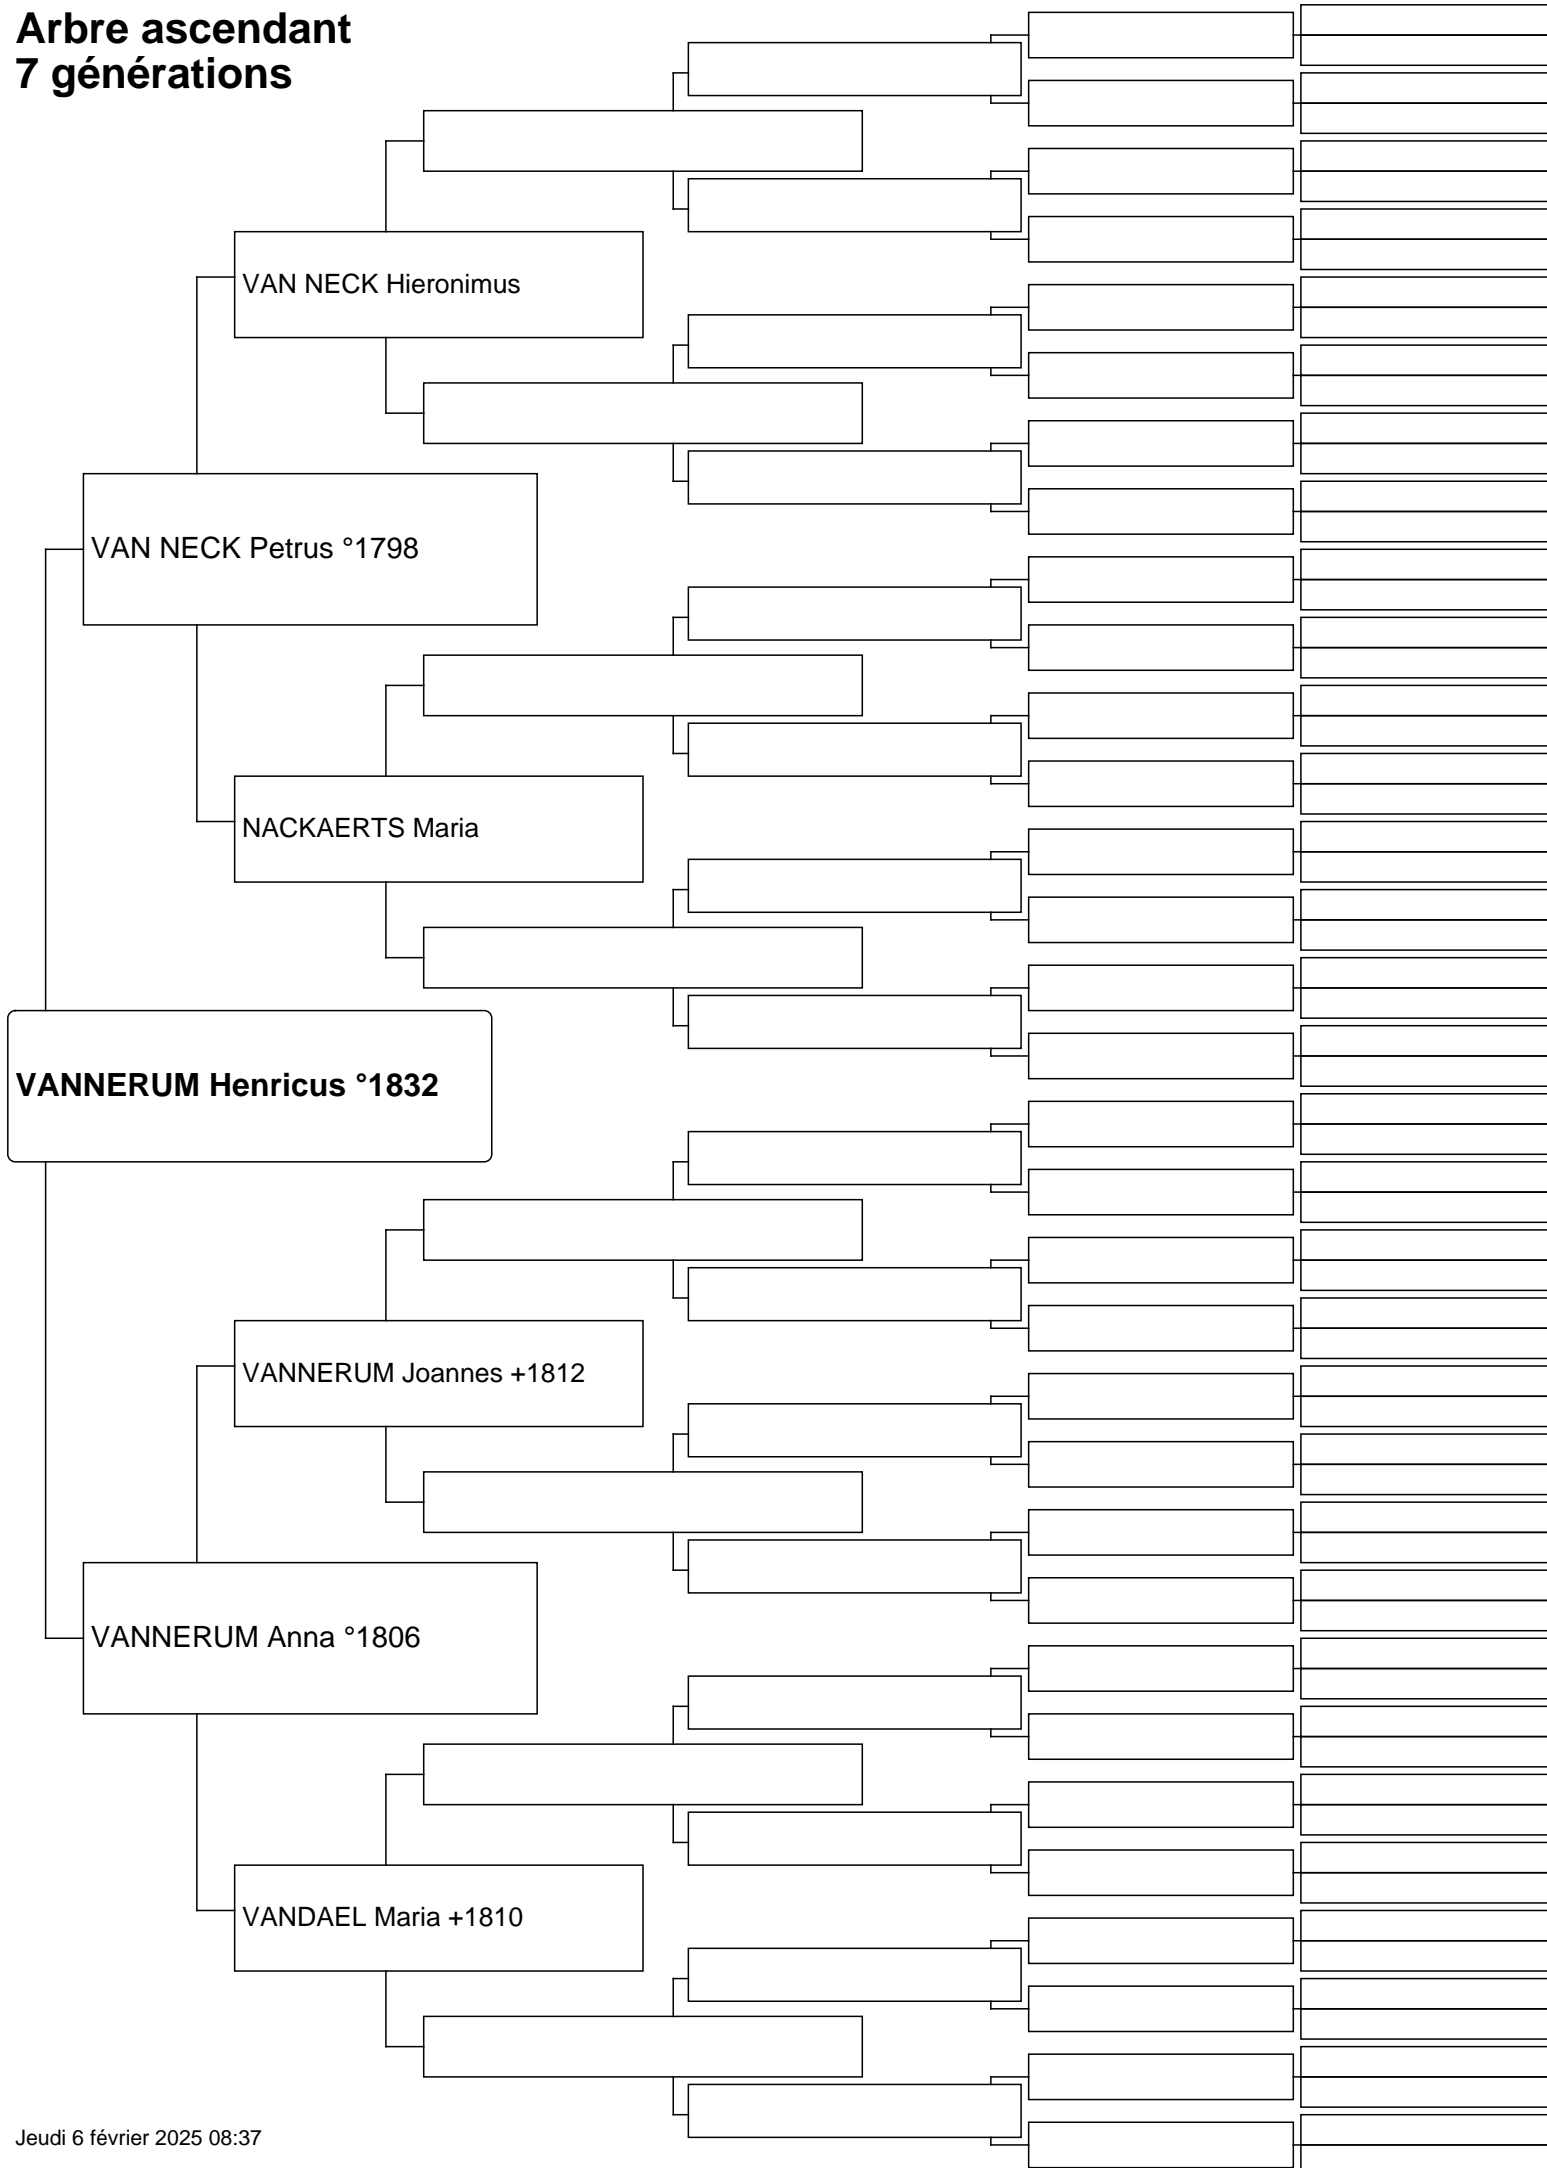 Arbre ascendant
7 générations
VAN NECK Hieronimus
VAN NECK Petrus °1798
NACKAERTS Maria
VANNERUM Henricus °1832
VANNERUM Joannes +1812
VANNERUM Anna °1806
VANDAEL Maria +1810
Jeudi 6 février 2025 08:37